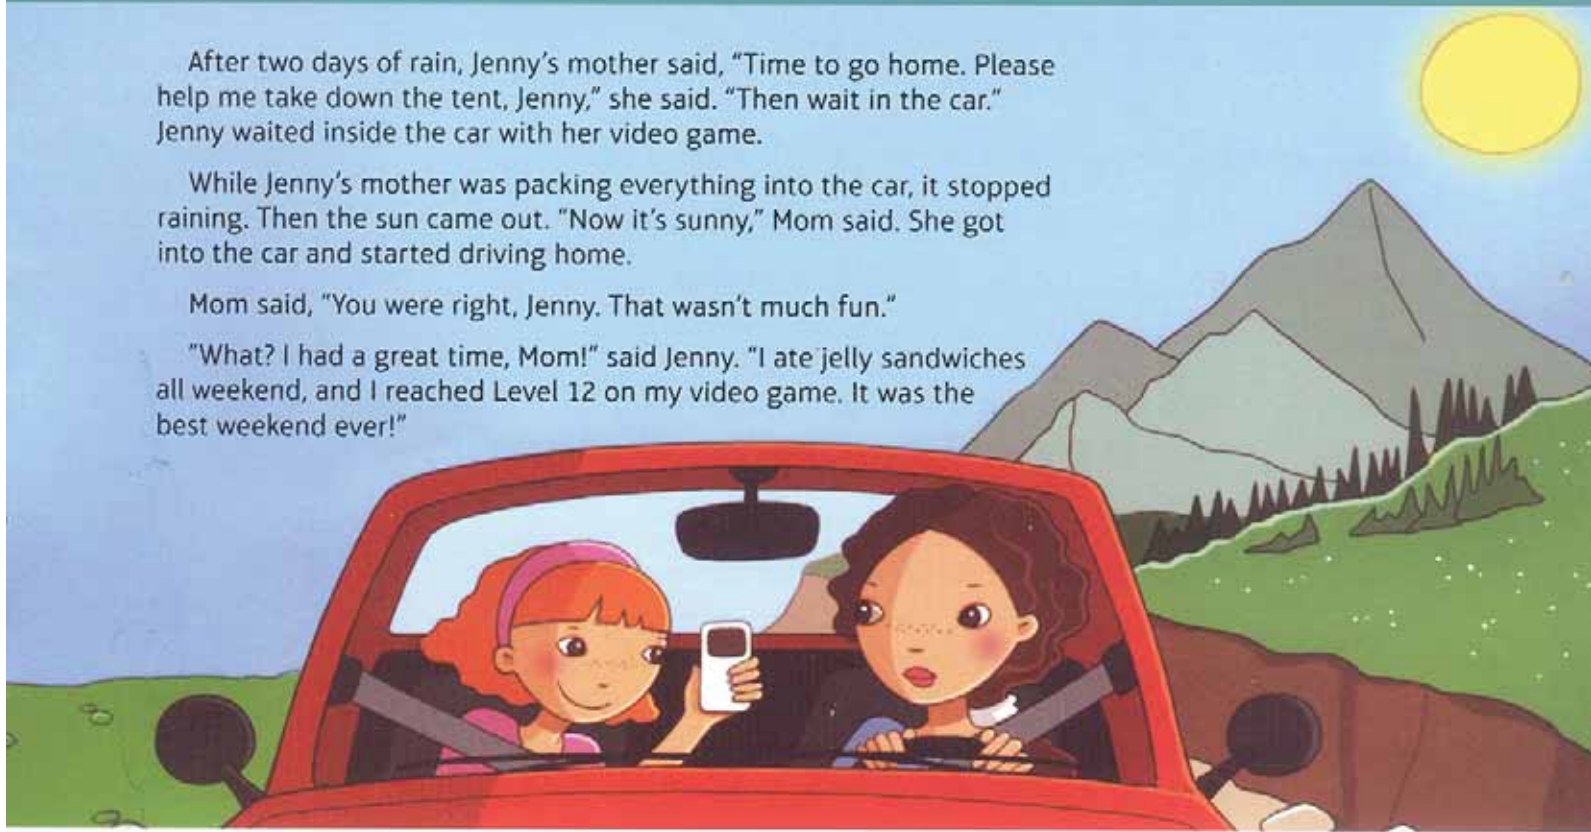 After two days of rain, Jenny's mother said, "Time to go home. Please
help me take down the tent, Jenny," she said. "Then wait in the car."
Jenny waited inside the car with her video game.
While Jenny's mother was packing everything into the car, it stopped
raining. Then the sun came out. "Now it's sunny," Mom said. She got
into the car and started driving home.
Mom said, "You were right, Jenny. That wasn't much fun."
"What? I had a great time, Mom!" said Jenny. "I ate jelly sandwiches
all weekend, and I reached Level 12 on my video game. It was the
best weekend ever!"